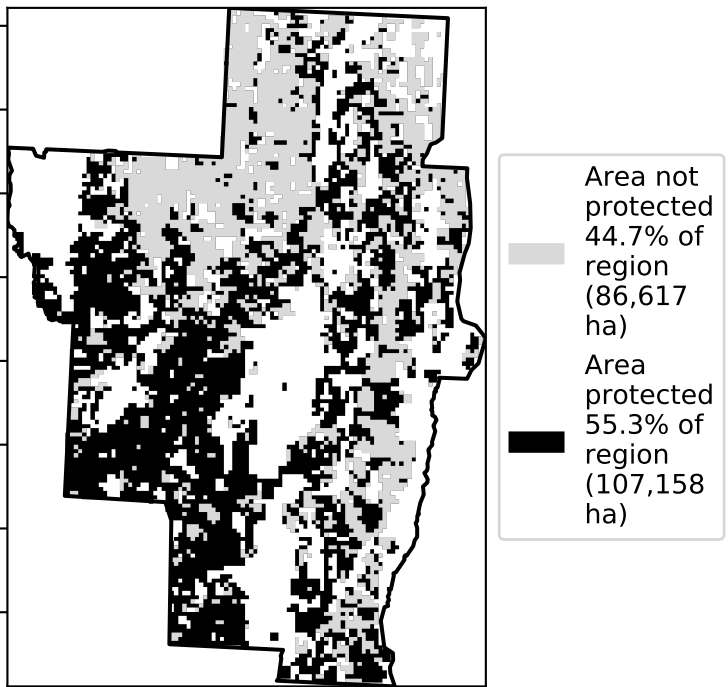 Area not
protected
44.7% of
region
(86,617
ha)
Area
protected
55.3% of
region
(107,158
ha)